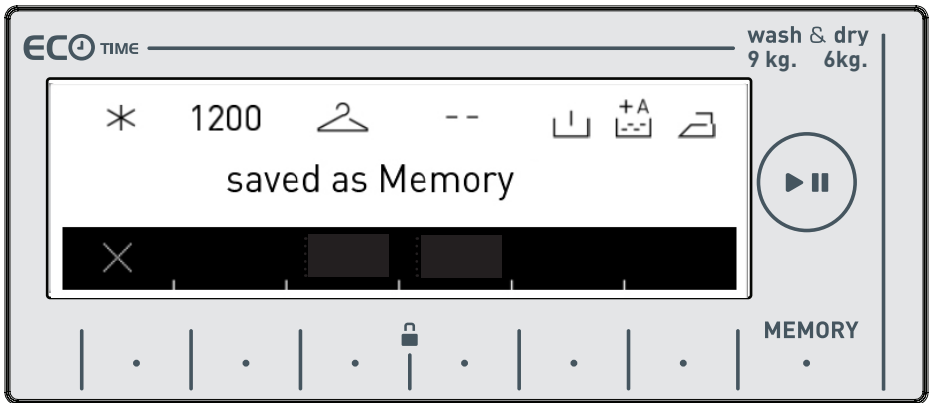 ECO TIME
wash & dry
9 kg. 6kg.
1200
--
+A
saved as Memory
MEMORY